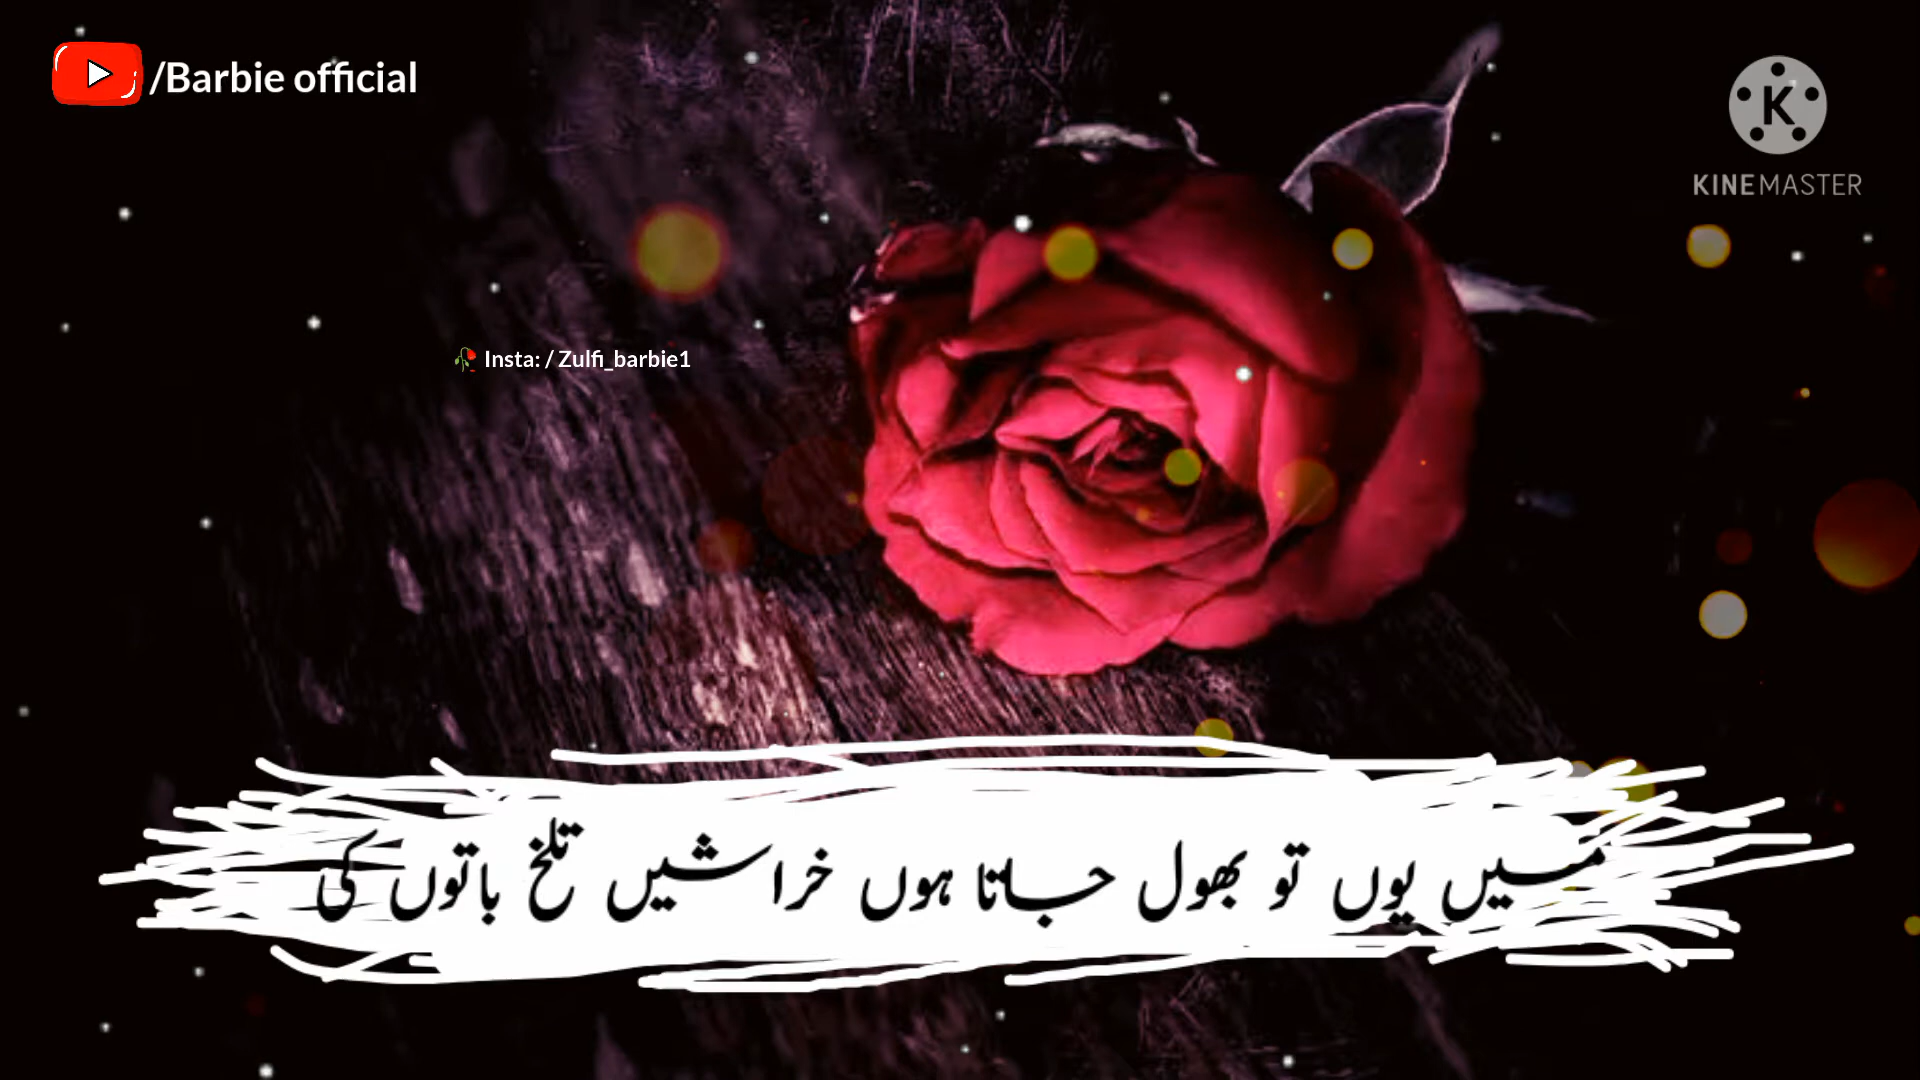 /Barbie official
K
KINEMASTER
🥀 Insta: / Zulfi_barbie1
میں یوں تو بھول جاتا ہوں خراشیں تلخ باتوں کی